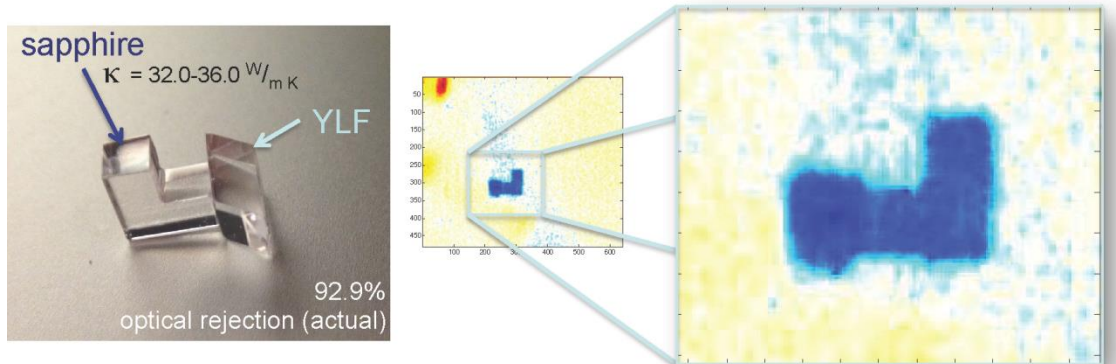 sapphire
κ = 32.0-36.0 W/m K
YLF
92.9%
optical rejection (actual)
50
100
150
200
250
300
350
400
450
100 200 300 400 500 600